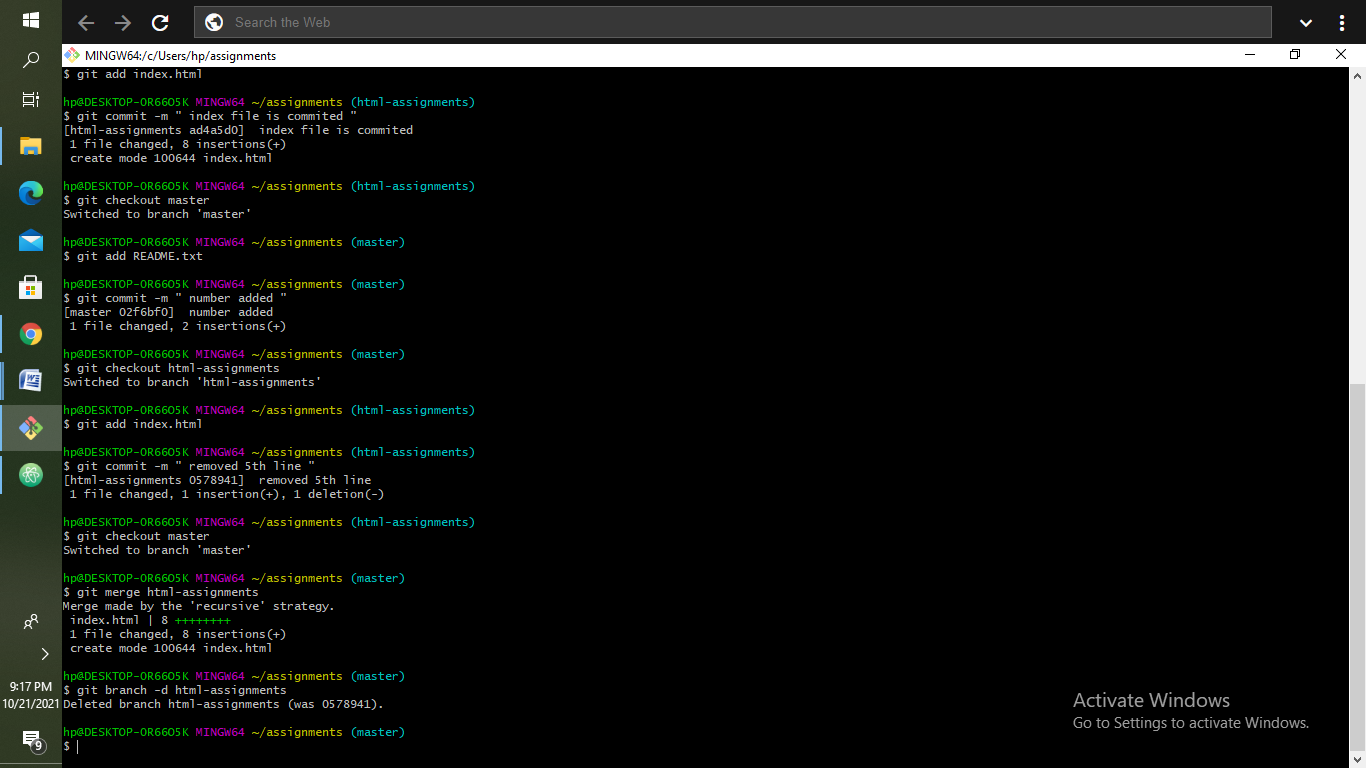 Search the Web
MINGW64:/c/Users/hp/assignments
$ git add index.html
hp@DESKTOP-OR66O5K MINGW64 ~/assignments (html-assignments)
$ git commit -m " index file is commited "
[html-assignments ad4a5d0]  index file is commited
 1 file changed, 8 insertions(+)
 create mode 100644 index.html
hp@DESKTOP-OR66O5K MINGW64 ~/assignments (html-assignments)
$ git checkout master
Switched to branch 'master'
hp@DESKTOP-OR66O5K MINGW64 ~/assignments (master)
$ git add README.txt
hp@DESKTOP-OR66O5K MINGW64 ~/assignments (master)
$ git commit -m " number added "
[master 02f6bf0]  number added
 1 file changed, 2 insertions(+)
hp@DESKTOP-OR66O5K MINGW64 ~/assignments (master)
$ git checkout html-assignments
Switched to branch 'html-assignments'
hp@DESKTOP-OR66O5K MINGW64 ~/assignments (html-assignments)
$ git add index.html
hp@DESKTOP-OR66O5K MINGW64 ~/assignments (html-assignments)
$ git commit -m " removed 5th line "
[html-assignments 0578941]  removed 5th line
 1 file changed, 1 insertion(+), 1 deletion(-)
hp@DESKTOP-OR66O5K MINGW64 ~/assignments (html-assignments)
$ git checkout master
Switched to branch 'master'
hp@DESKTOP-OR66O5K MINGW64 ~/assignments (master)
$ git merge html-assignments
Merge made by the 'recursive' strategy.
 index.html | 8 ++++++++
 1 file changed, 8 insertions(+)
 create mode 100644 index.html
hp@DESKTOP-OR66O5K MINGW64 ~/assignments (master)
$ git branch -d html-assignments
Deleted branch html-assignments (was 0578941).
hp@DESKTOP-OR66O5K MINGW64 ~/assignments (master)
$
9:17 PM
10/21/2021
9
Activate Windows
Go to Settings to activate Windows.